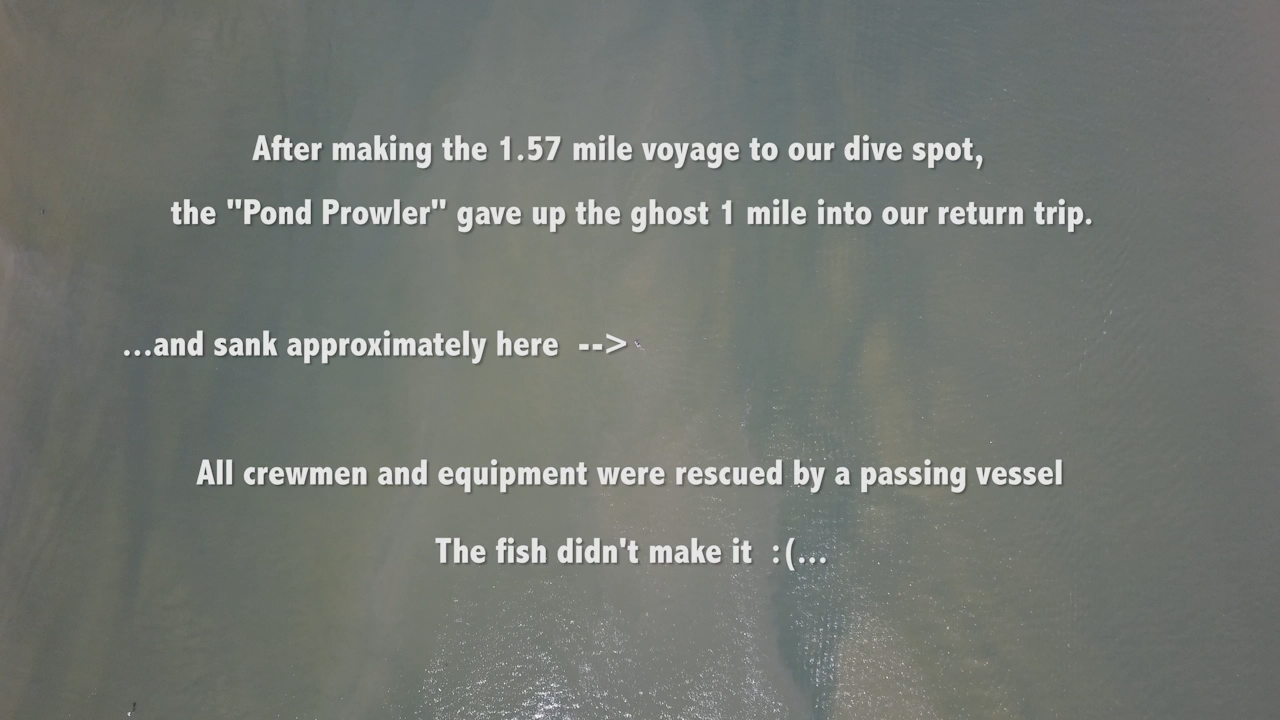 After making the 1.57 mile voyage to our dive spot,
the "Pond Prowler" gave up the ghost 1 mile into our return trip.
...and sank approximately here -->
All crewmen and equipment were rescued by a passing vessel
The fish didn't make it :(...